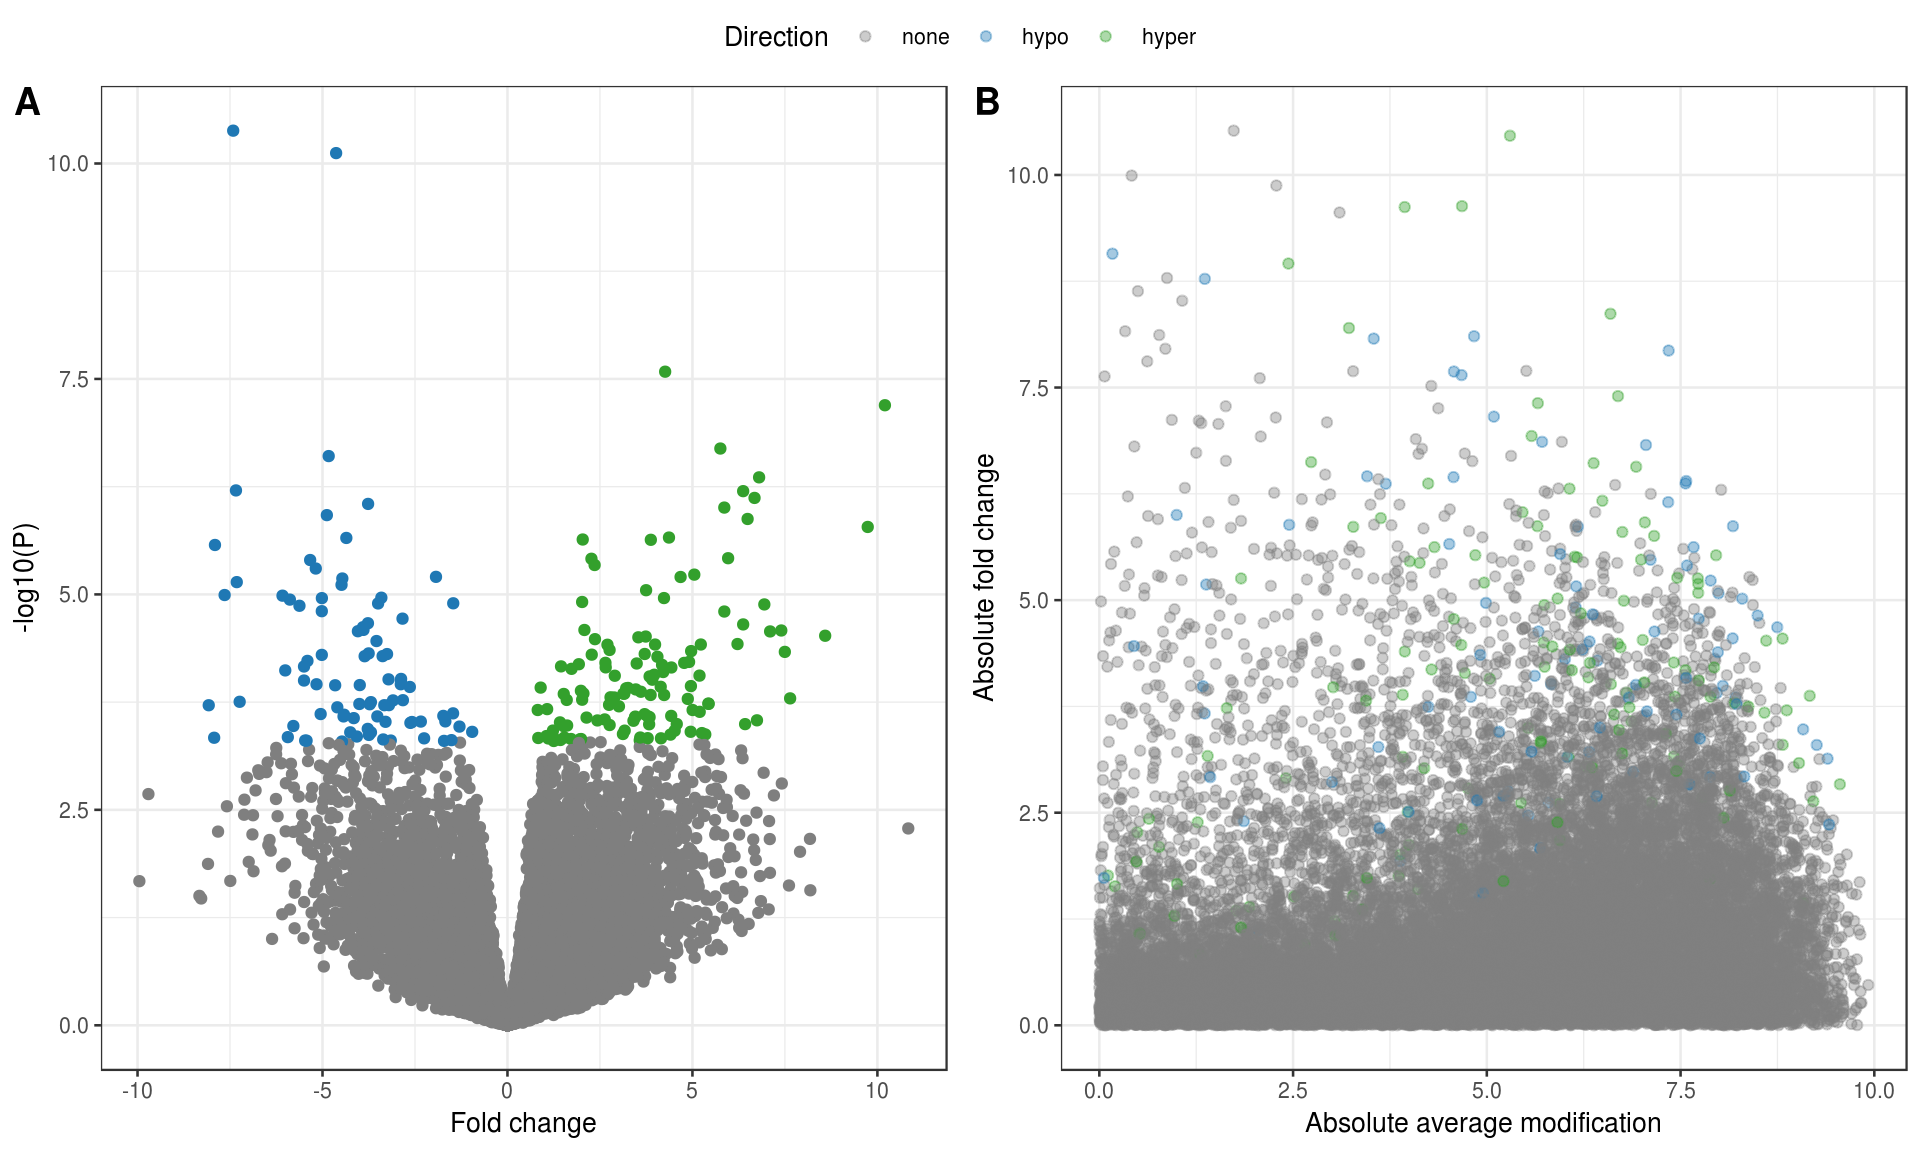 Direction none hypo hyper
A
B
10.0
7.5
5.0
2.5
0.0
-log10(P)
-10 -5 0 5 10
Fold change
10.0
7.5
5.0
2.5
0.0
Absolute fold change
0.0 2.5 5.0 7.5 10.0
Absolute average modification